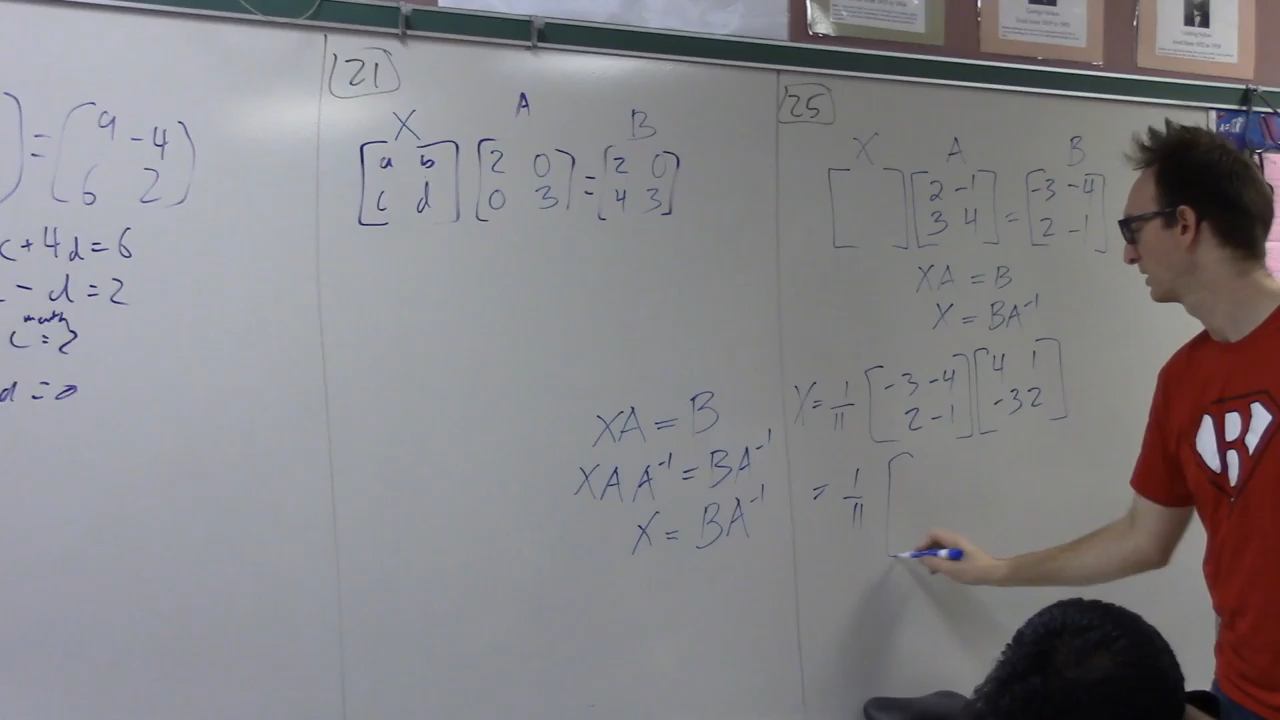 = ( 9 -4
6 2 )
c + 4d = 6
- d = 2
math
c = 2
d = 0
21
X A B
[ a b ] [ 2 0 ] = [ 2 0 ]
[ c d ] [ 0 3 ] [ 4 3 ]
XA = B
XAA⁻¹ = BA⁻¹
X = BA⁻¹
25
X A B
[ ] [ 2 -1 ] = [ -3 -4 ]
[ 3 4 ] [ 2 -1 ]
XA = B
X = BA⁻¹
X = 1/11 [ -3 -4 ] [ 4 1 ]
[ 2 -1 ] [ -3 2 ]
= 1/11 [